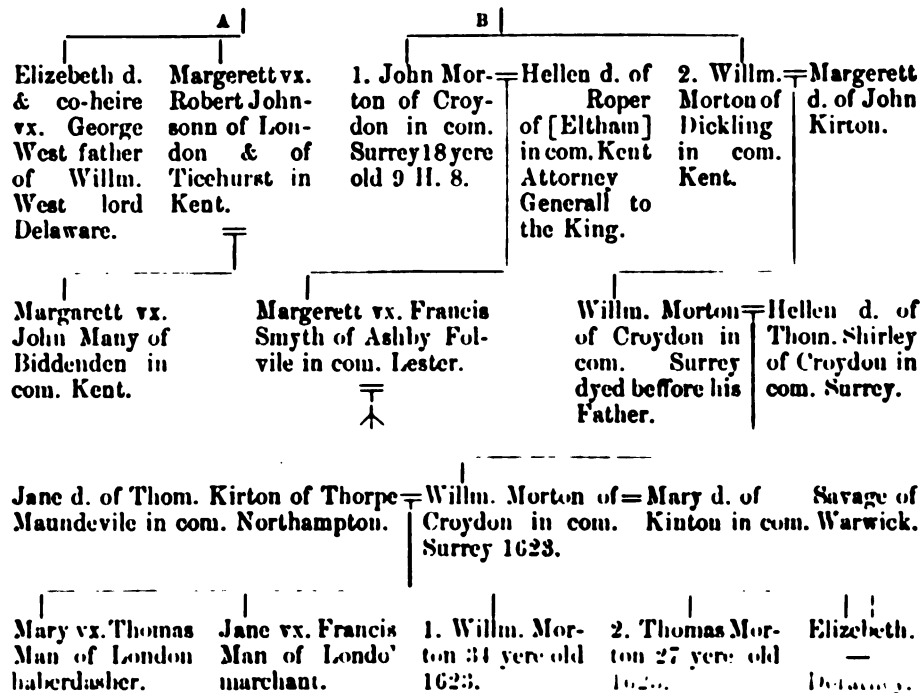 A
B
Elizebeth d.
& co-heire
vx. George
West father
of Willm.
West lord
Delaware.
Margerett vx.
Robert John-
sonn of Lon-
don & of
Ticehurst in
Kent.
1. John Mor-
ton of Croy-
don in com.
Surrey 18 yere
old 9 H. 8.
Hellen d. of
Roper
of [Eltham]
in com. Kent
Attorney
Generall to
the King.
2. Willm.
Morton of
Dickling
in com.
Kent.
Margerett
d. of John
Kirton.
Margarett vx.
John Many of
Biddenden in
com. Kent.
Margerett vx. Francis
Smyth of Ashby Fol-
vile in com. Lester.
Willm. Morton
of Croydon in
com. Surrey
dyed beffore his
Father.
Hellen d. of
Thom. Shirley
of Croydon in
com. Surrey.
Jane d. of Thom. Kirton of Thorpe
Maundevile in com. Northampton.
Willm. Morton of
Croydon in com.
Surrey 1623.
Mary d. of Savage of
Kinton in com. Warwick.
Mary vx. Thomas
Man of London
haberdasher.
Jane vx. Francis
Man of Londo'
marchant.
1. Willm. Mor-
ton 34 yere old
1623.
2. Thomas Mor-
ton 27 yere old
Elizebeth.
—